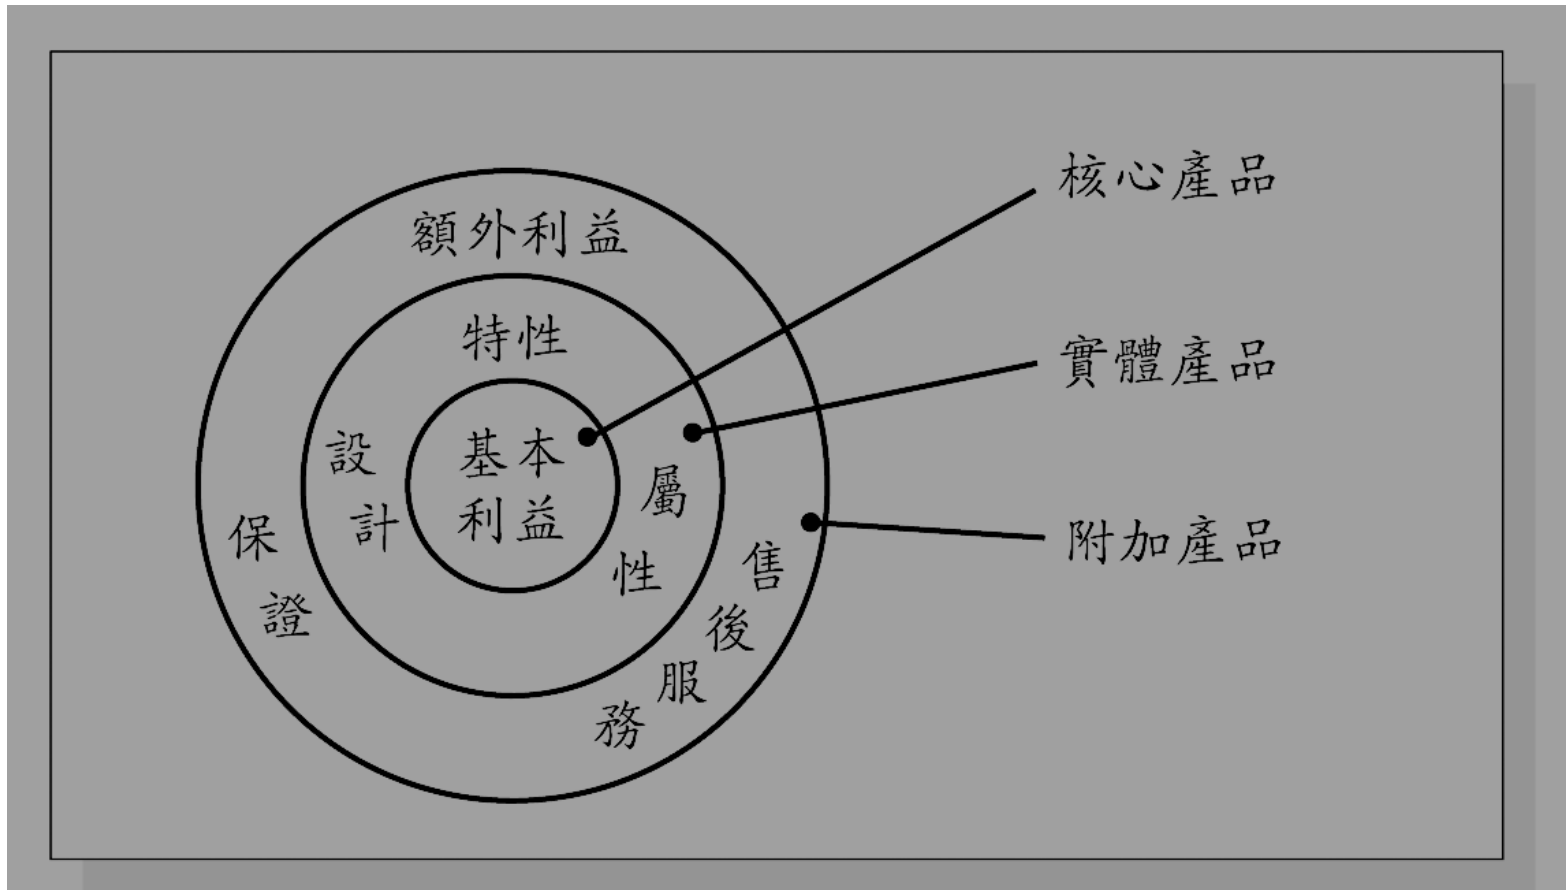 額外利益
特性
設計
基本
利益
屬性
保證
售後服務
核心產品
實體產品
附加產品